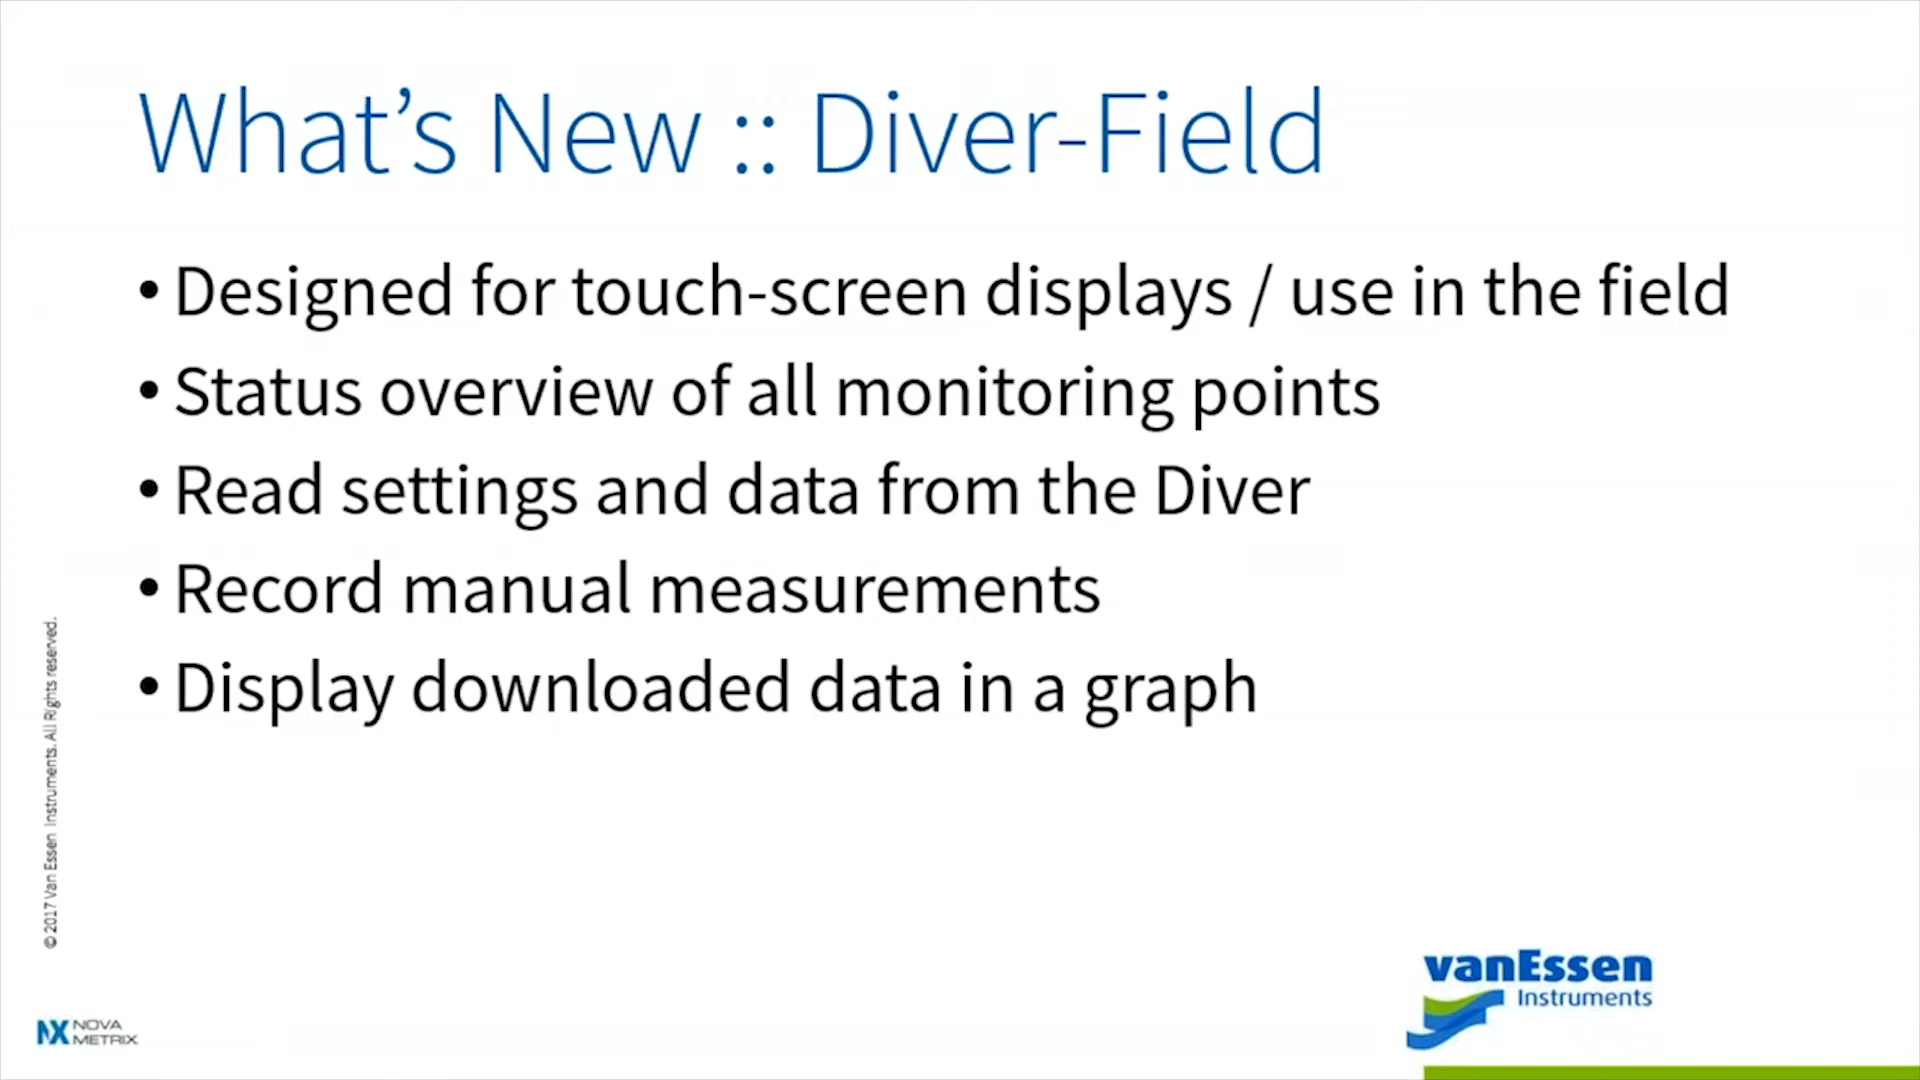 What’s New :: Diver-Field
• Designed for touch-screen displays / use in the field
• Status overview of all monitoring points
• Read settings and data from the Diver
• Record manual measurements
• Display downloaded data in a graph
© 2017 Van Essen Instruments. All Rights reserved.
NX NOVA
METRIX
vanEssen
Instruments